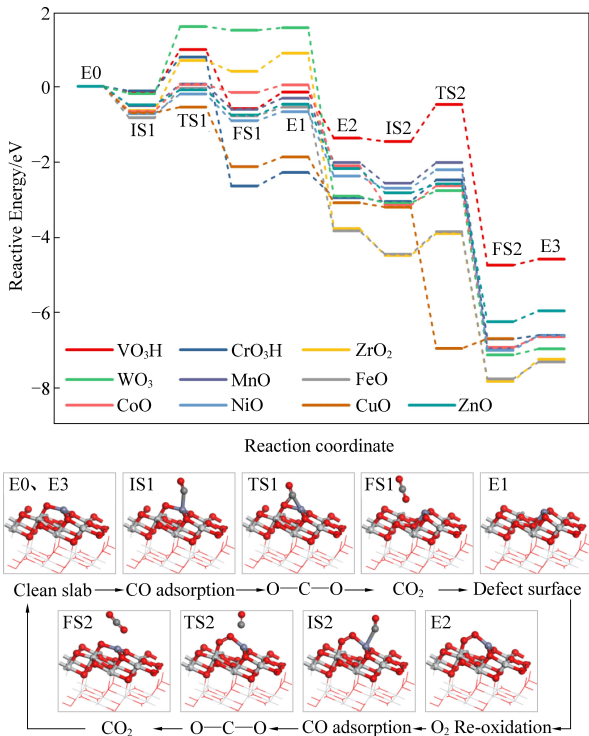 2
0
−2
−4
−6
−8
Reactive Energy/eV
E0
IS1
TS1
FS1
E1
E2
IS2
TS2
FS2
E3
VO₃H
CrO₃H
ZrO₂
WO₃
MnO
FeO
CoO
NiO
CuO
ZnO
Reaction coordinate
E0、E3
IS1
TS1
FS1
E1
Clean slab
CO adsorption
O—C—O
CO₂
Defect surface
FS2
TS2
IS2
E2
CO₂
O—C—O
CO adsorption
O₂ Re-oxidation